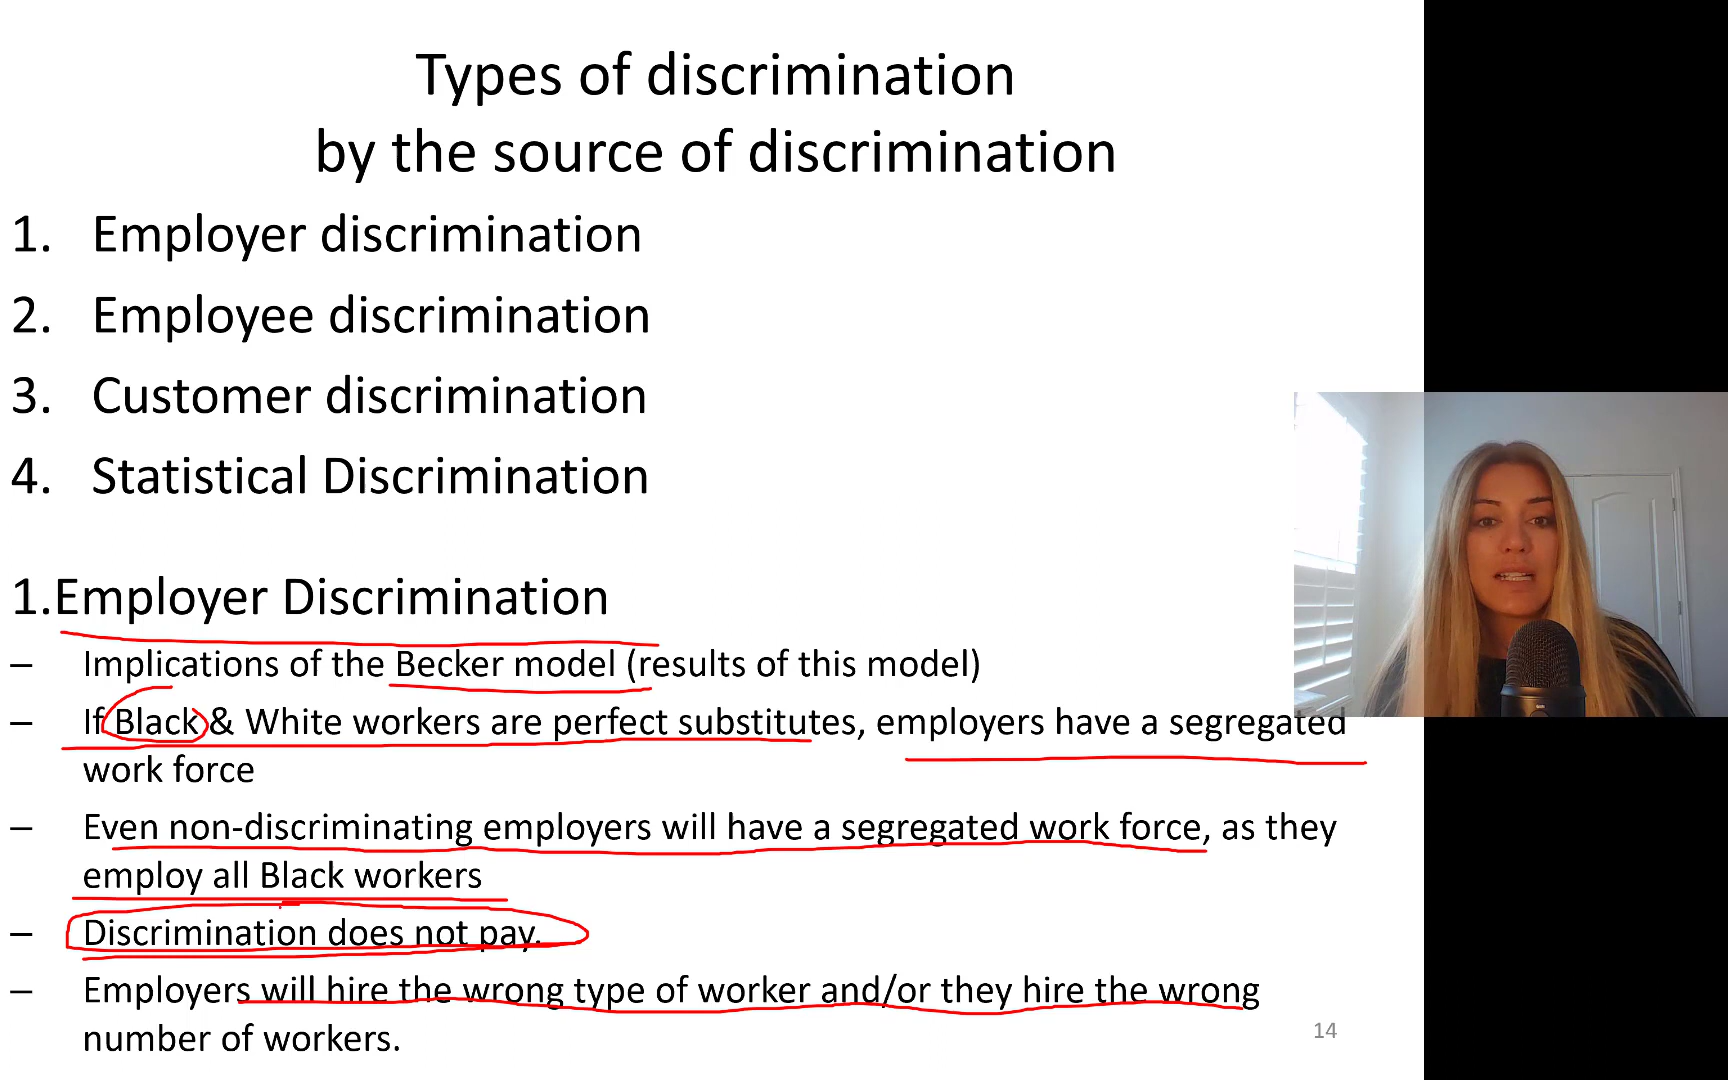 Types of discrimination
by the source of discrimination
1. Employer discrimination
2. Employee discrimination
3. Customer discrimination
4. Statistical Discrimination
1.Employer Discrimination
– Implications of the Becker model (results of this model)
– If Black & White workers are perfect substitutes, employers have a segregated
work force
– Even non-discriminating employers will have a segregated work force, as they
employ all Black workers
– Discrimination does not pay.
– Employers will hire the wrong type of worker and/or they hire the wrong
number of workers.
14